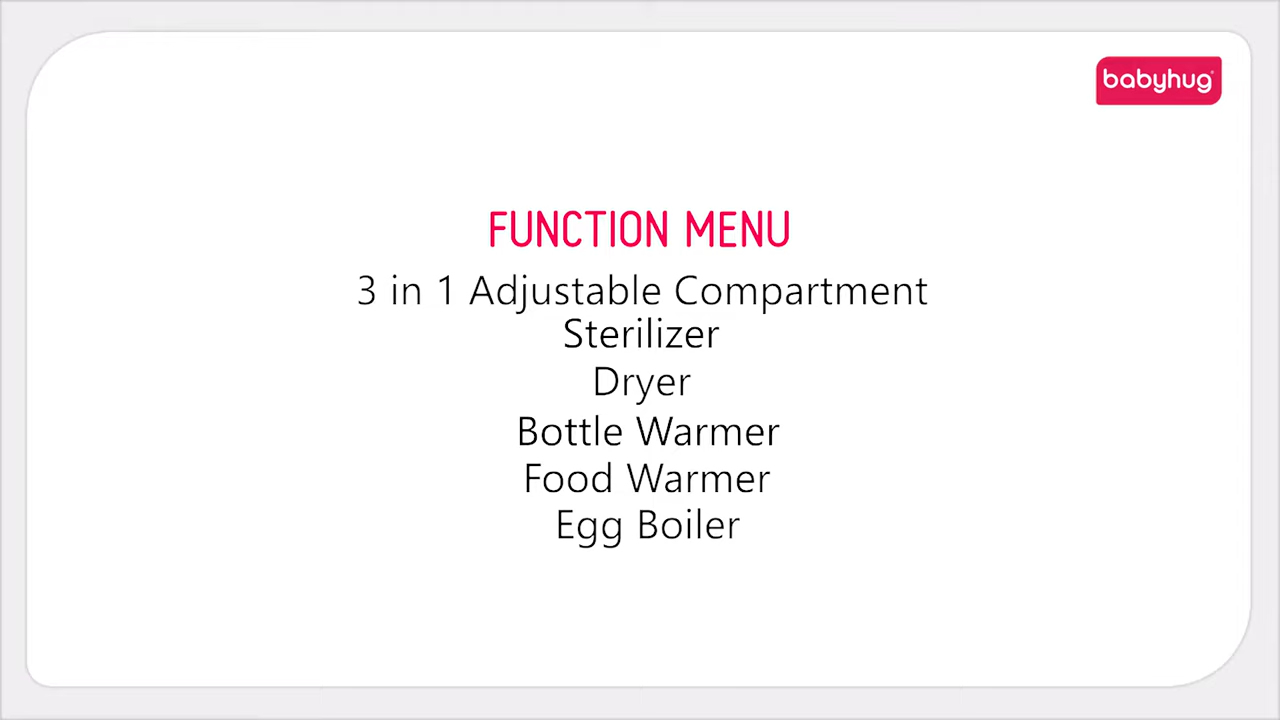 babyhug
FUNCTION MENU
3 in 1 Adjustable Compartment
Sterilizer
Dryer
Bottle Warmer
Food Warmer
Egg Boiler